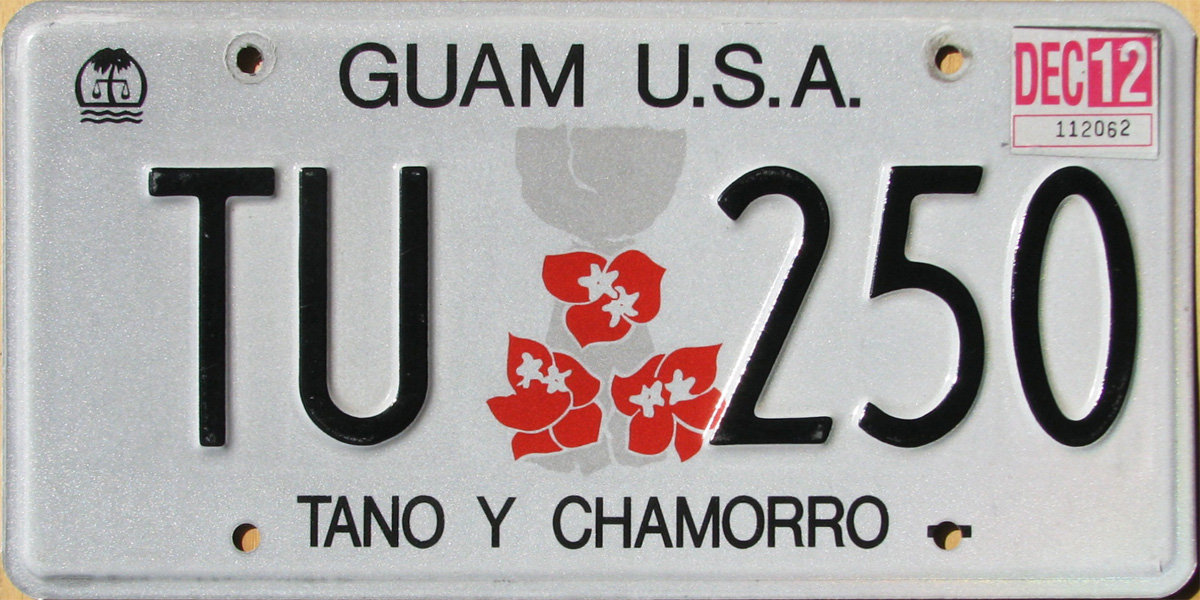 GUAM U.S.A.
DEC 12
112062
TU 250
TANO Y CHAMORRO